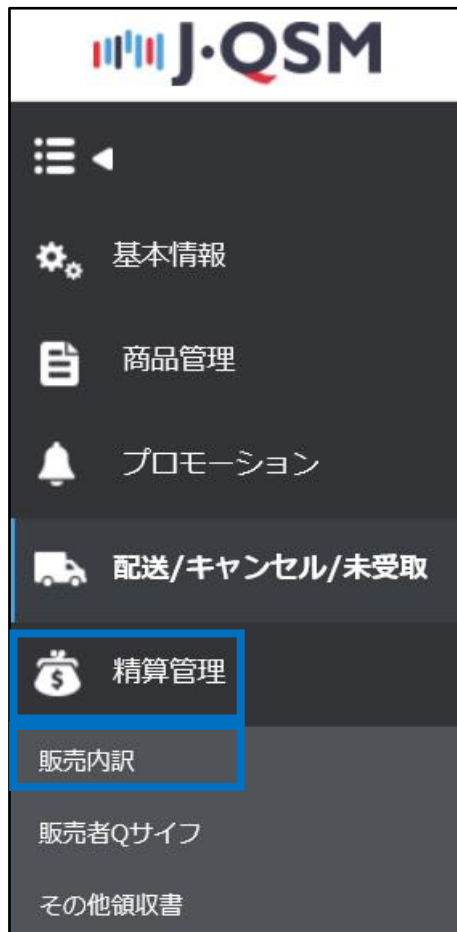 J·QSM
基本情報
商品管理
プロモーション
配送/キャンセル/未受取
精算管理
販売内訳
販売者Qサイフ
その他領収書